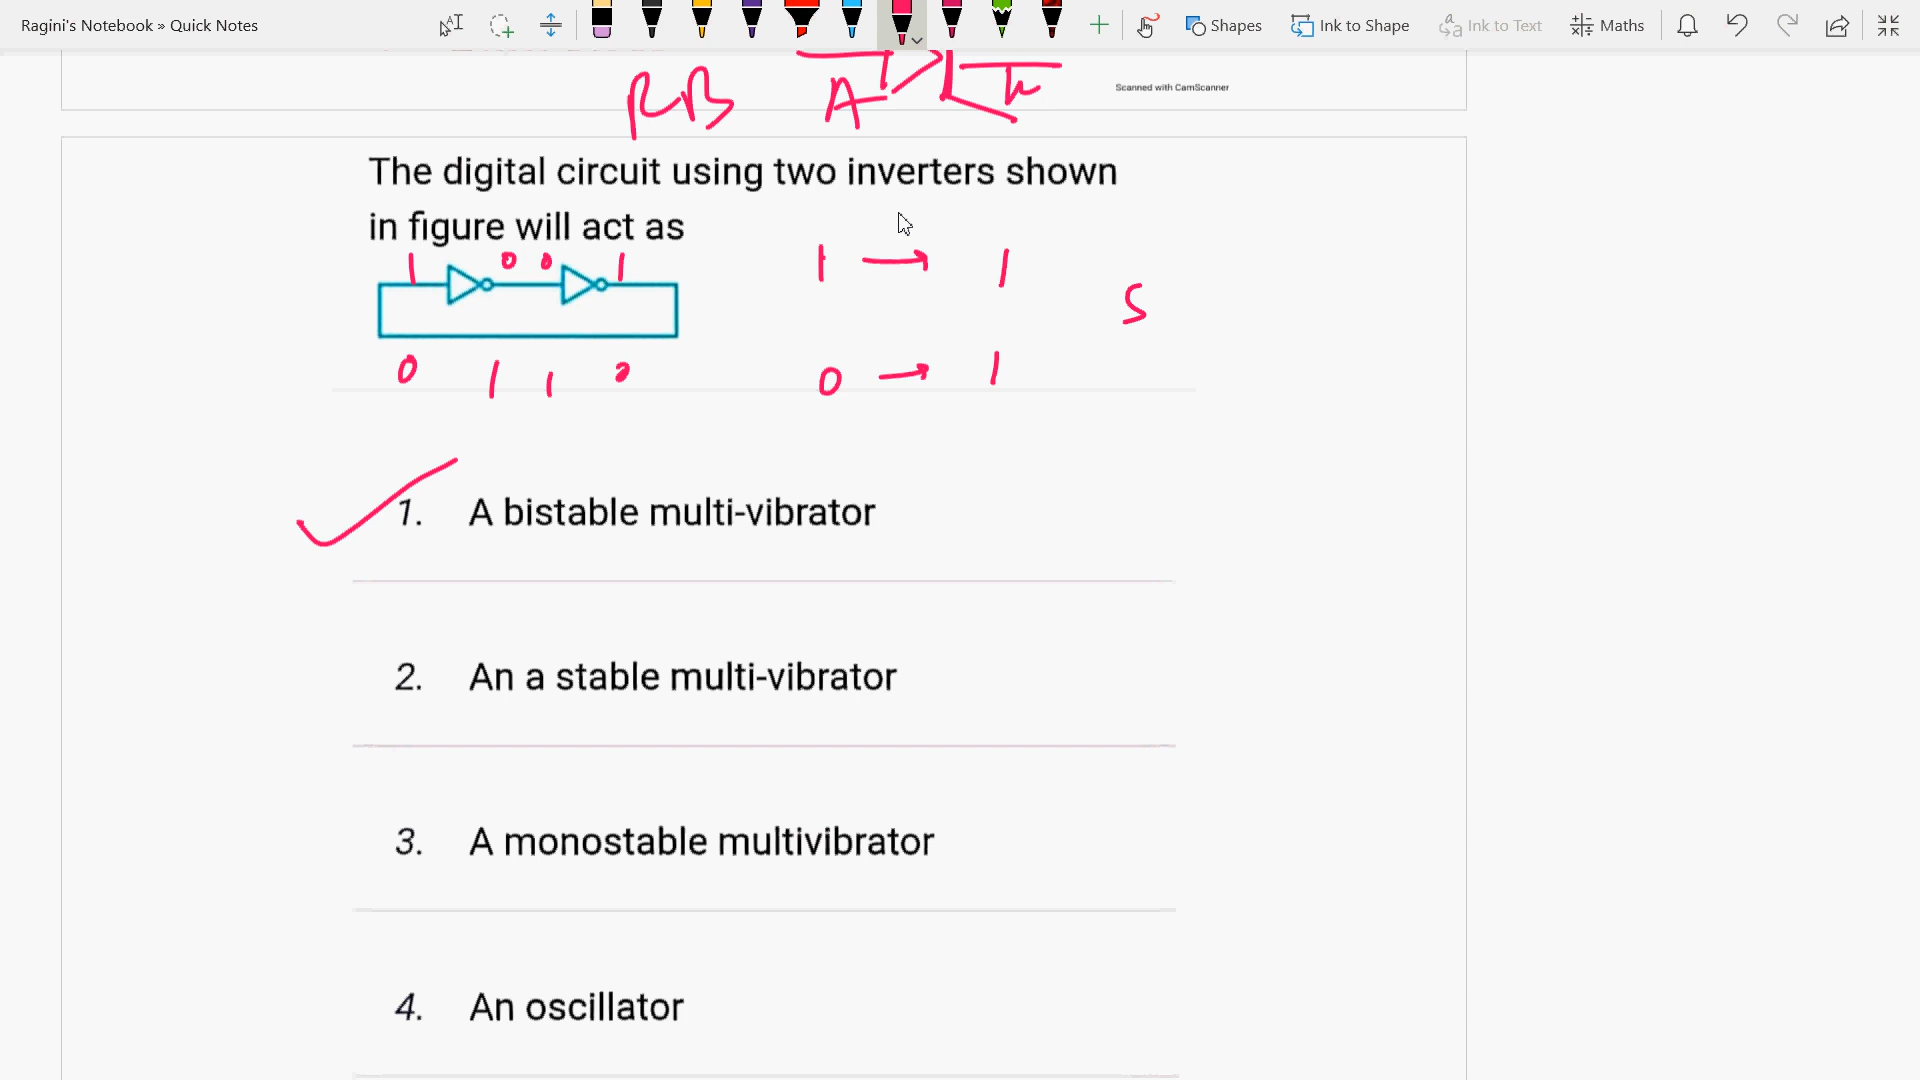 Ragini's Notebook » Quick Notes
Shapes
Ink to Shape
Ink to Text
Maths
RB
A
Scanned with CamScanner
The digital circuit using two inverters shown
in figure will act as
1 0 0 1
1 → 1
S
0 1 1 0
0 → 1
1. A bistable multi-vibrator
2. An a stable multi-vibrator
3. A monostable multivibrator
4. An oscillator